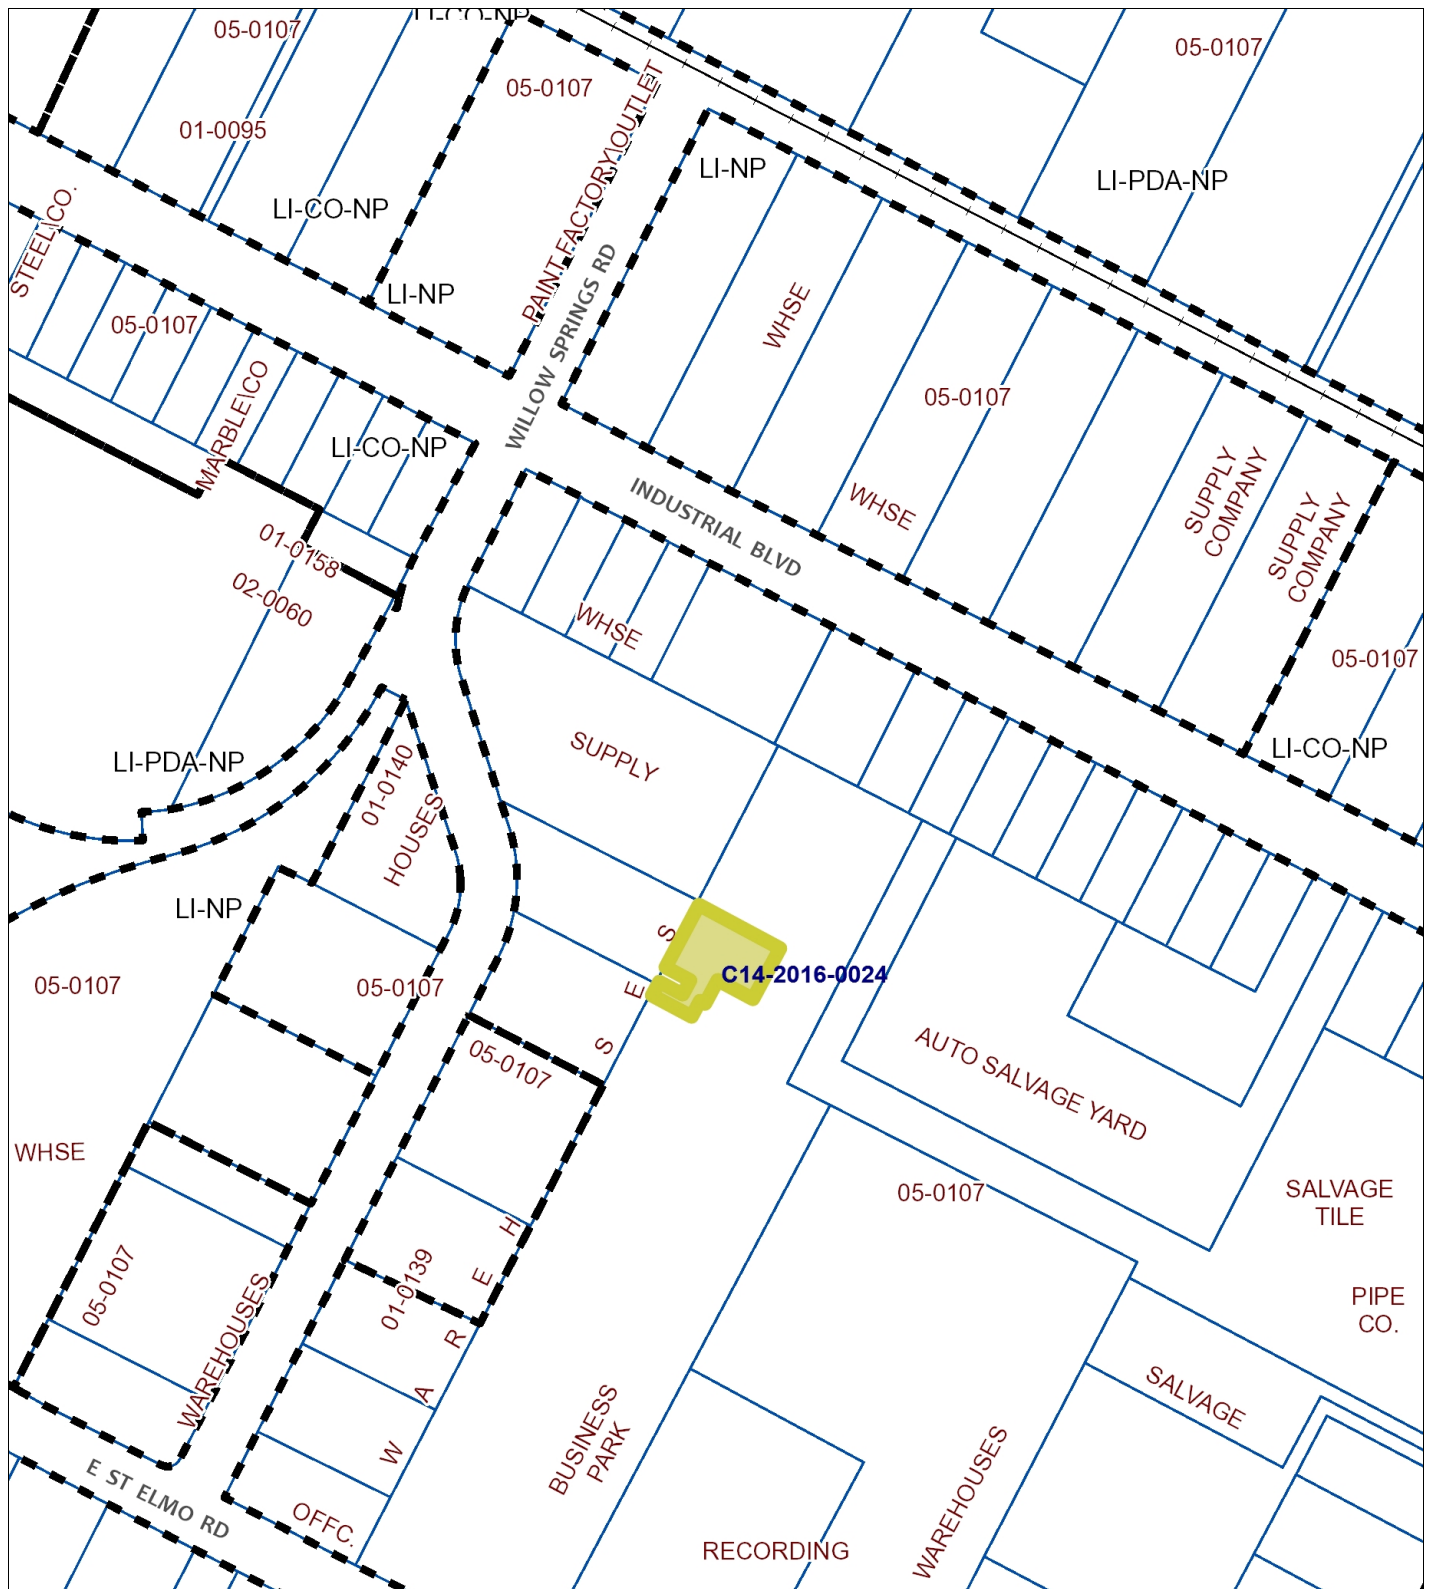 LI-CO-NP
05-0107
05-0107
05-0107
01-0095
LI-CO-NP
PAINT FACTORY\OUTLET
LI-NP
LI-PDA-NP
STEEL\CO.
LI-NP
05-0107
WILLOW SPRINGS RD
WHSE
05-0107
MARBLE\CO
LI-CO-NP
INDUSTRIAL BLVD
WHSE
SUPPLY
COMPANY
SUPPLY
COMPANY
01-0158
02-0060
WHSE
05-0107
LI-CO-NP
SUPPLY
LI-PDA-NP
01-0140
HOUSES
LI-NP
05-0107
05-0107
C14-2016-0024
05-0107
AUTO SALVAGE YARD
WHSE
05-0107
SALVAGE
TILE
PIPE
CO.
05-0107
WAREHOUSES
01-0139
W A R E H S E S
SALVAGE
BUSINESS
PARK
WAREHOUSES
E ST ELMO RD
OFFC.
RECORDING